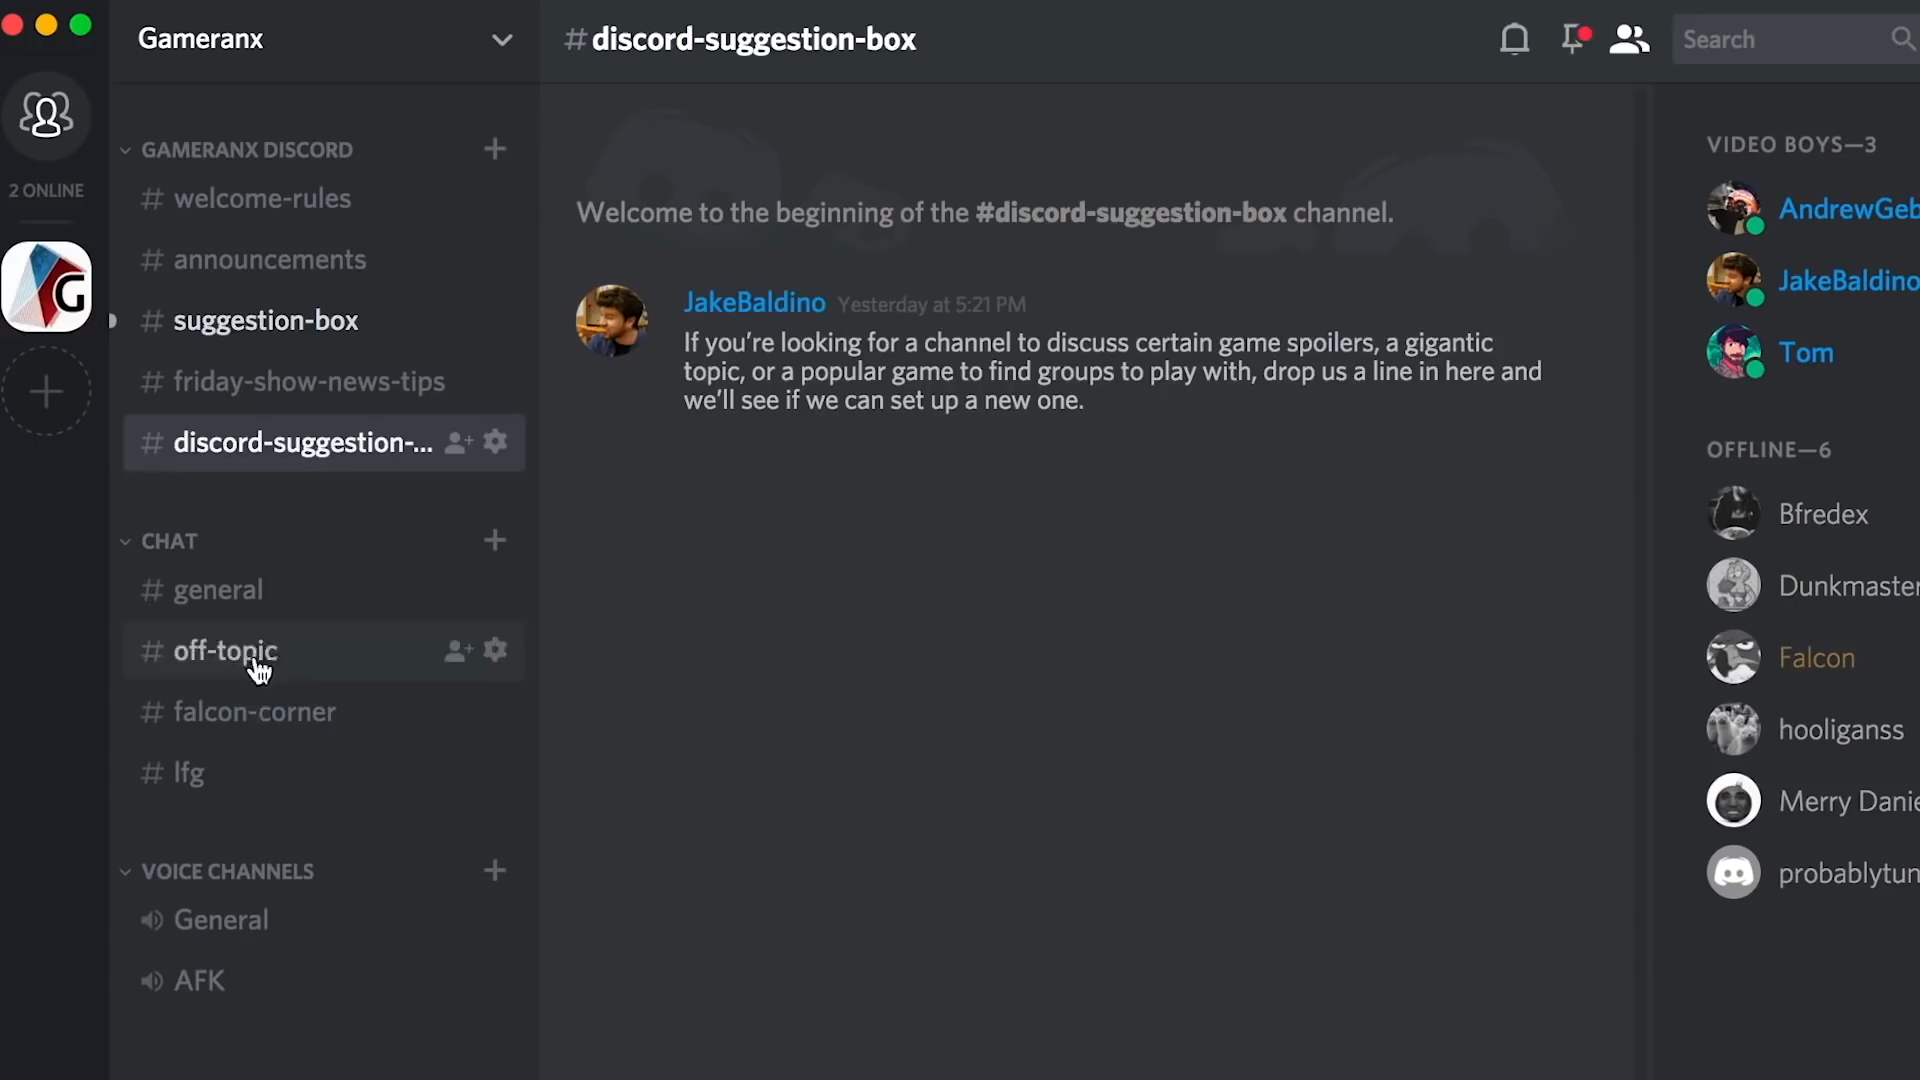 Gameranx
2 ONLINE
G
GAMERANX DISCORD
# welcome-rules
# announcements
# suggestion-box
# friday-show-news-tips
# discord-suggestion-...
CHAT
# general
# off-topic
# falcon-corner
# lfg
VOICE CHANNELS
General
AFK
# discord-suggestion-box
Search
Welcome to the beginning of the #discord-suggestion-box channel.
JakeBaldino Yesterday at 5:21 PM
If you're looking for a channel to discuss certain game spoilers, a gigantic
topic, or a popular game to find groups to play with, drop us a line in here and
we'll see if we can set up a new one.
VIDEO BOYS—3
AndrewGeb
JakeBaldino
Tom
OFFLINE—6
Bfredex
Dunkmaster
Falcon
hooliganss
Merry Danie
probablytun